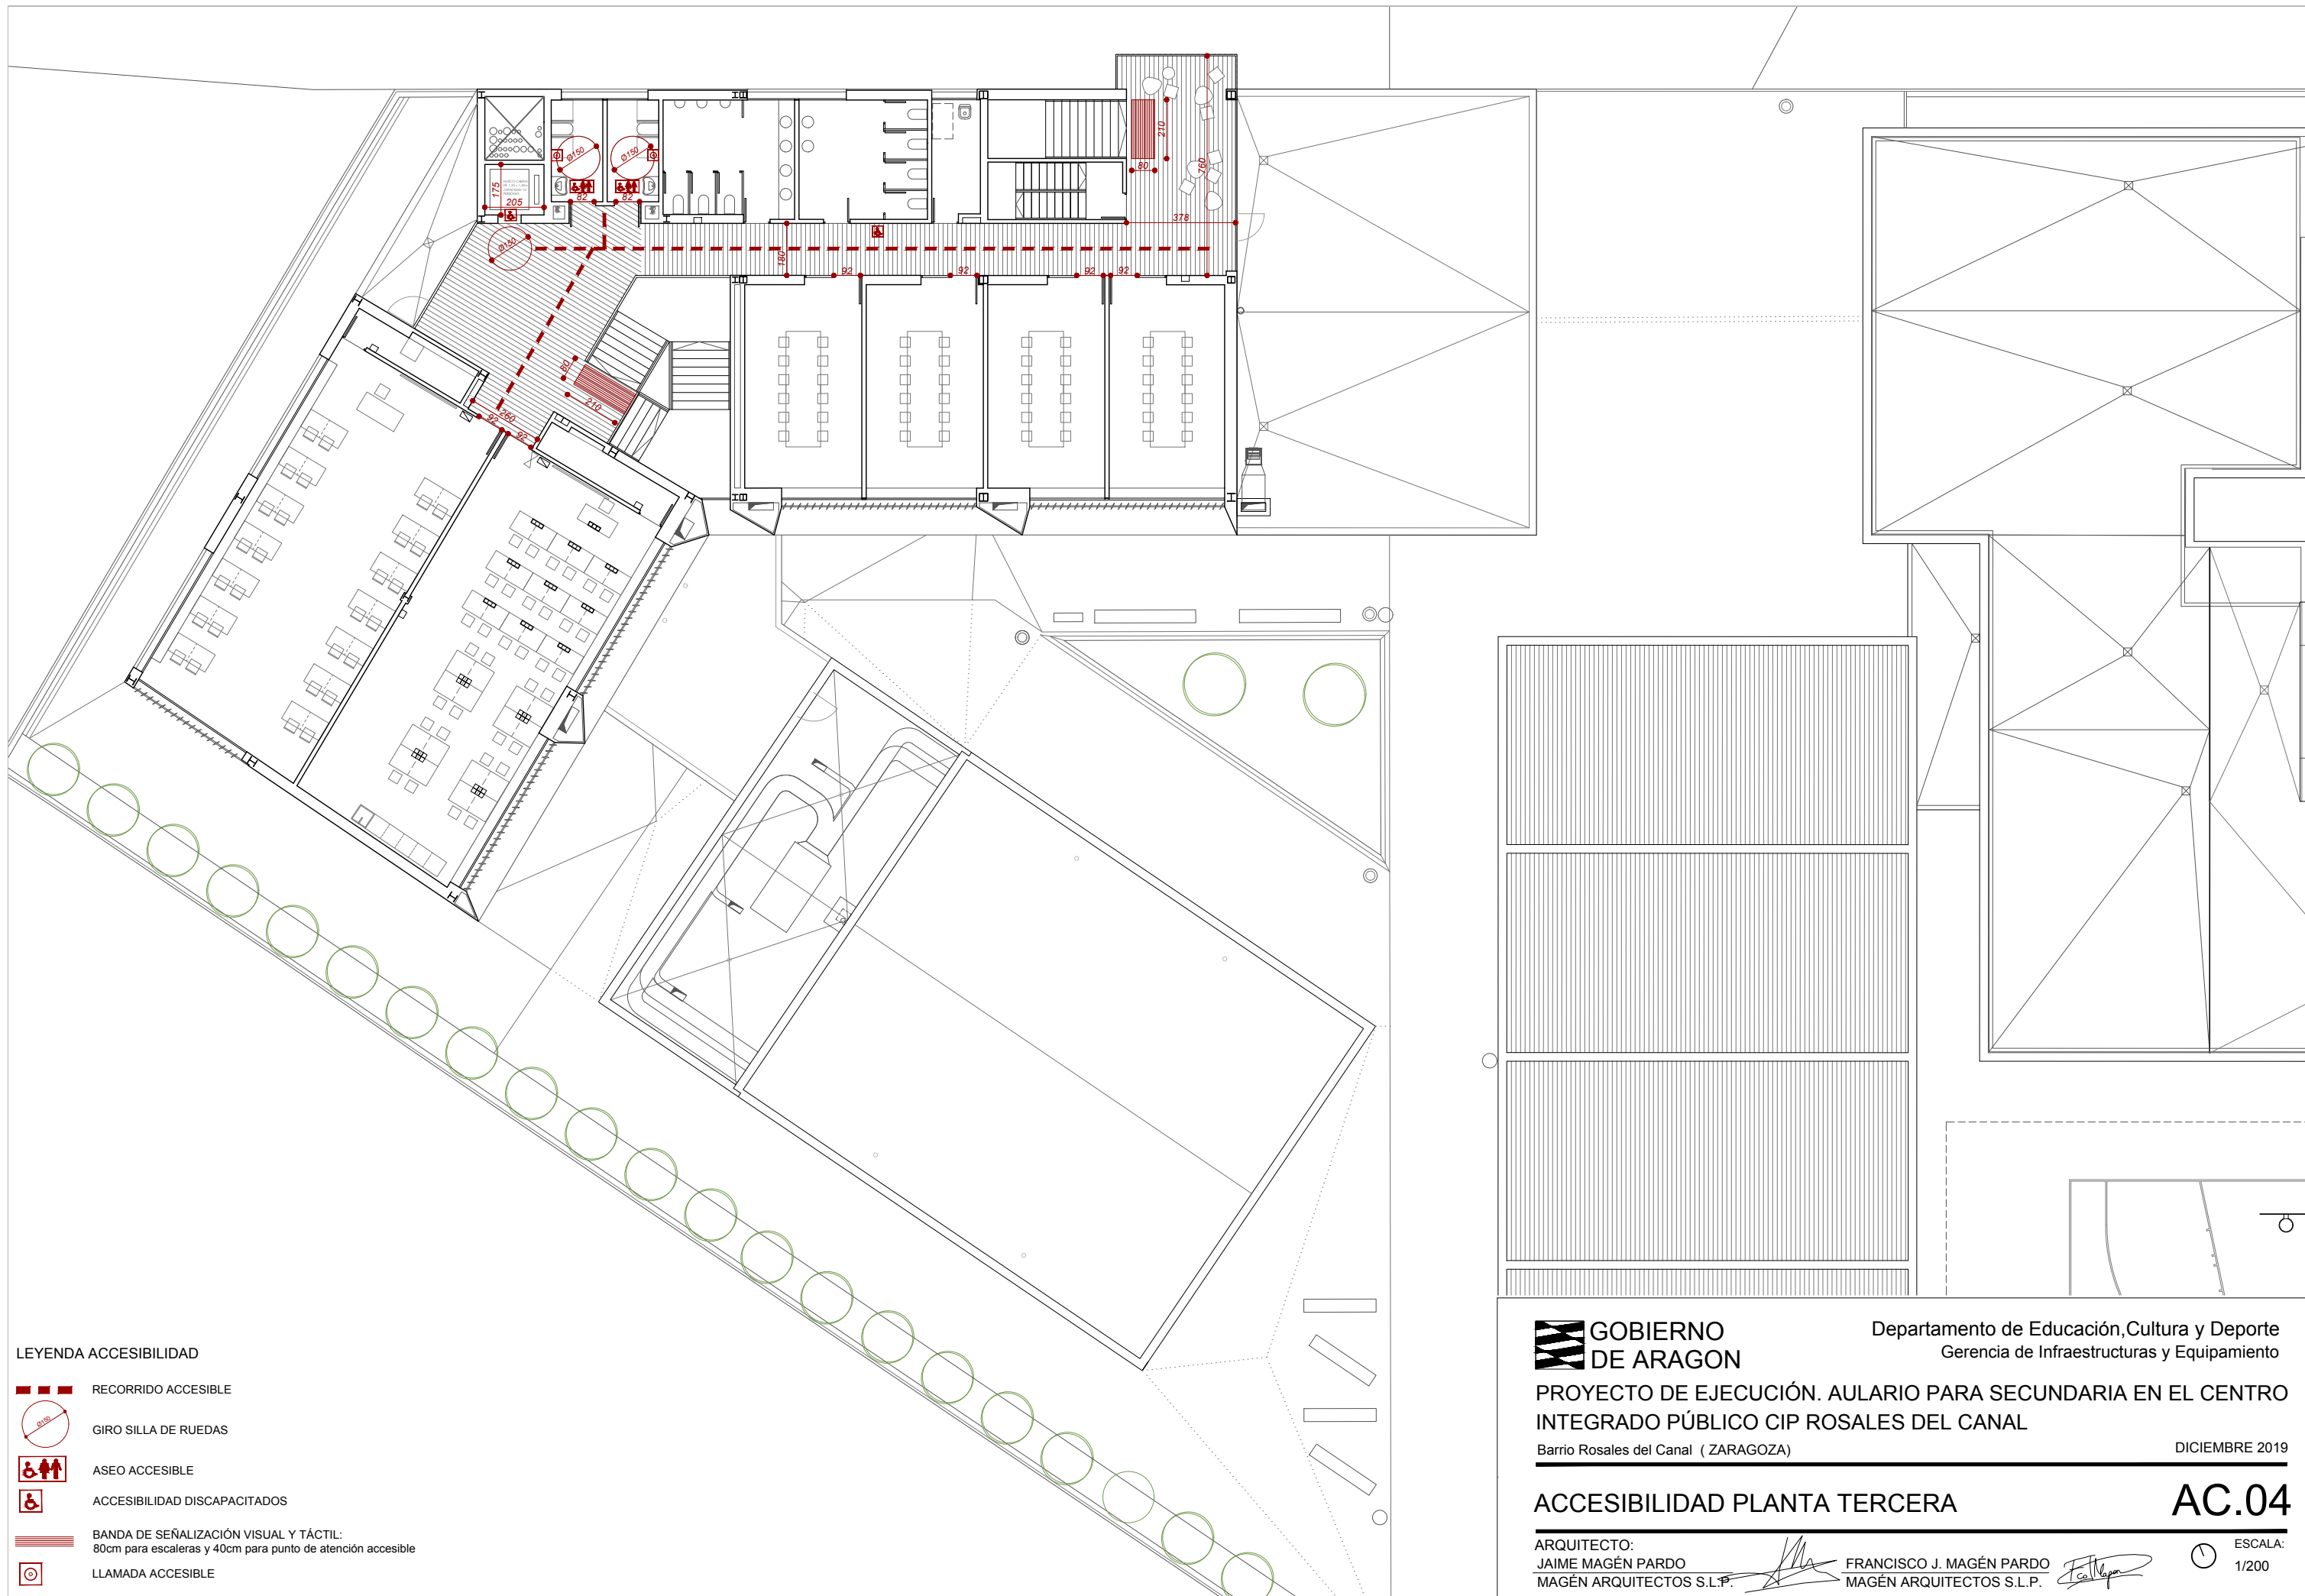 210
80
760
378
Ø150
Ø150
175
205
82
82
Ø150
180
92
92
92
92
80
210
260
92
92
LEYENDA ACCESIBILIDAD
RECORRIDO ACCESIBLE
Ø150
GIRO SILLA DE RUEDAS
ASEO ACCESIBLE
ACCESIBILIDAD DISCAPACITADOS
BANDA DE SEÑALIZACIÓN VISUAL Y TÁCTIL:
80cm para escaleras y 40cm para punto de atención accesible
LLAMADA ACCESIBLE
GOBIERNO
DE ARAGON
Departamento de Educación,Cultura y Deporte
Gerencia de Infraestructuras y Equipamiento
PROYECTO DE EJECUCIÓN. AULARIO PARA SECUNDARIA EN EL CENTRO
INTEGRADO PÚBLICO CIP ROSALES DEL CANAL
Barrio Rosales del Canal ( ZARAGOZA)
DICIEMBRE 2019
ACCESIBILIDAD PLANTA TERCERA
AC.04
ARQUITECTO:
JAIME MAGÉN PARDO
MAGÉN ARQUITECTOS S.L.P.
FRANCISCO J. MAGÉN PARDO
MAGÉN ARQUITECTOS S.L.P.
ESCALA:
1/200